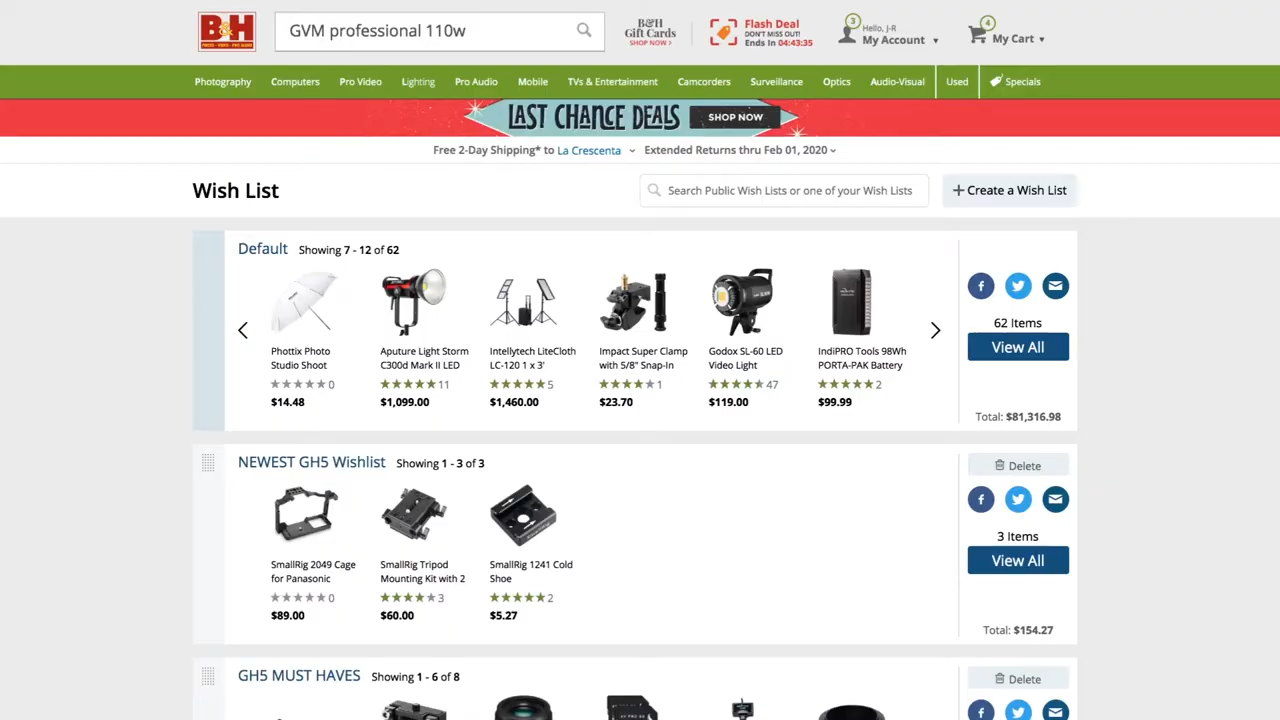 B&H
PHOTO - VIDEO - PRO AUDIO
GVM professional 110w
B&H
Gift Cards
SHOP NOW >
Flash Deal
DON'T MISS OUT!
Ends In 04:43:35
3
Hello, J-R
My Account
4
My Cart
Photography
Computers
Pro Video
Lighting
Pro Audio
Mobile
TVs & Entertainment
Camcorders
Surveillance
Optics
Audio-Visual
Used
Specials
LAST CHANCE DEALS
SHOP NOW
Free 2-Day Shipping* to La Crescenta
Extended Returns thru Feb 01, 2020
Wish List
Search Public Wish Lists or one of your Wish Lists
+ Create a Wish List
Default Showing 7 - 12 of 62
Phottix Photo
Studio Shoot
0
$14.48
Aputure Light Storm
C300d Mark II LED
11
$1,099.00
Intellytech LiteCloth
LC-120 1 x 3'
5
$1,460.00
Impact Super Clamp
with 5/8" Snap-In
1
$23.70
Godox SL-60 LED
Video Light
47
$119.00
IndiPRO Tools 98Wh
PORTA-PAK Battery
2
$99.99
62 Items
View All
Total: $81,316.98
NEWEST GH5 Wishlist Showing 1 - 3 of 3
SmallRig 2049 Cage
for Panasonic
0
$89.00
SmallRig Tripod
Mounting Kit with 2
3
$60.00
SmallRig 1241 Cold
Shoe
2
$5.27
Delete
3 Items
View All
Total: $154.27
GH5 MUST HAVES Showing 1 - 6 of 8
Delete